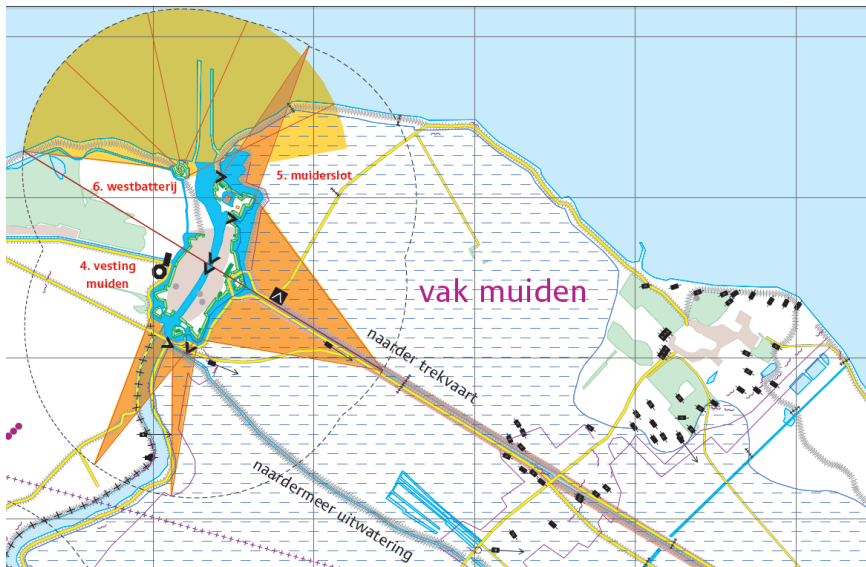 6. westbatterij
5. muiderslot
4. vesting
muiden
vak muiden
naarder trekvaart
naardermeer uitwatering